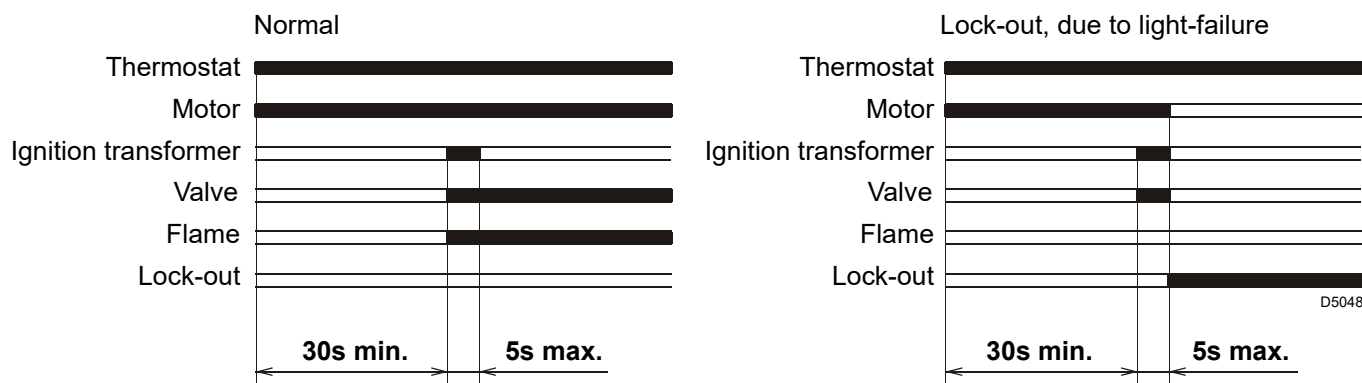 Normal
Thermostat
Motor
Ignition transformer
Valve
Flame
Lock-out
30s min.
5s max.
Lock-out, due to light-failure
Thermostat
Motor
Ignition transformer
Valve
Flame
Lock-out
D5048
30s min.
5s max.